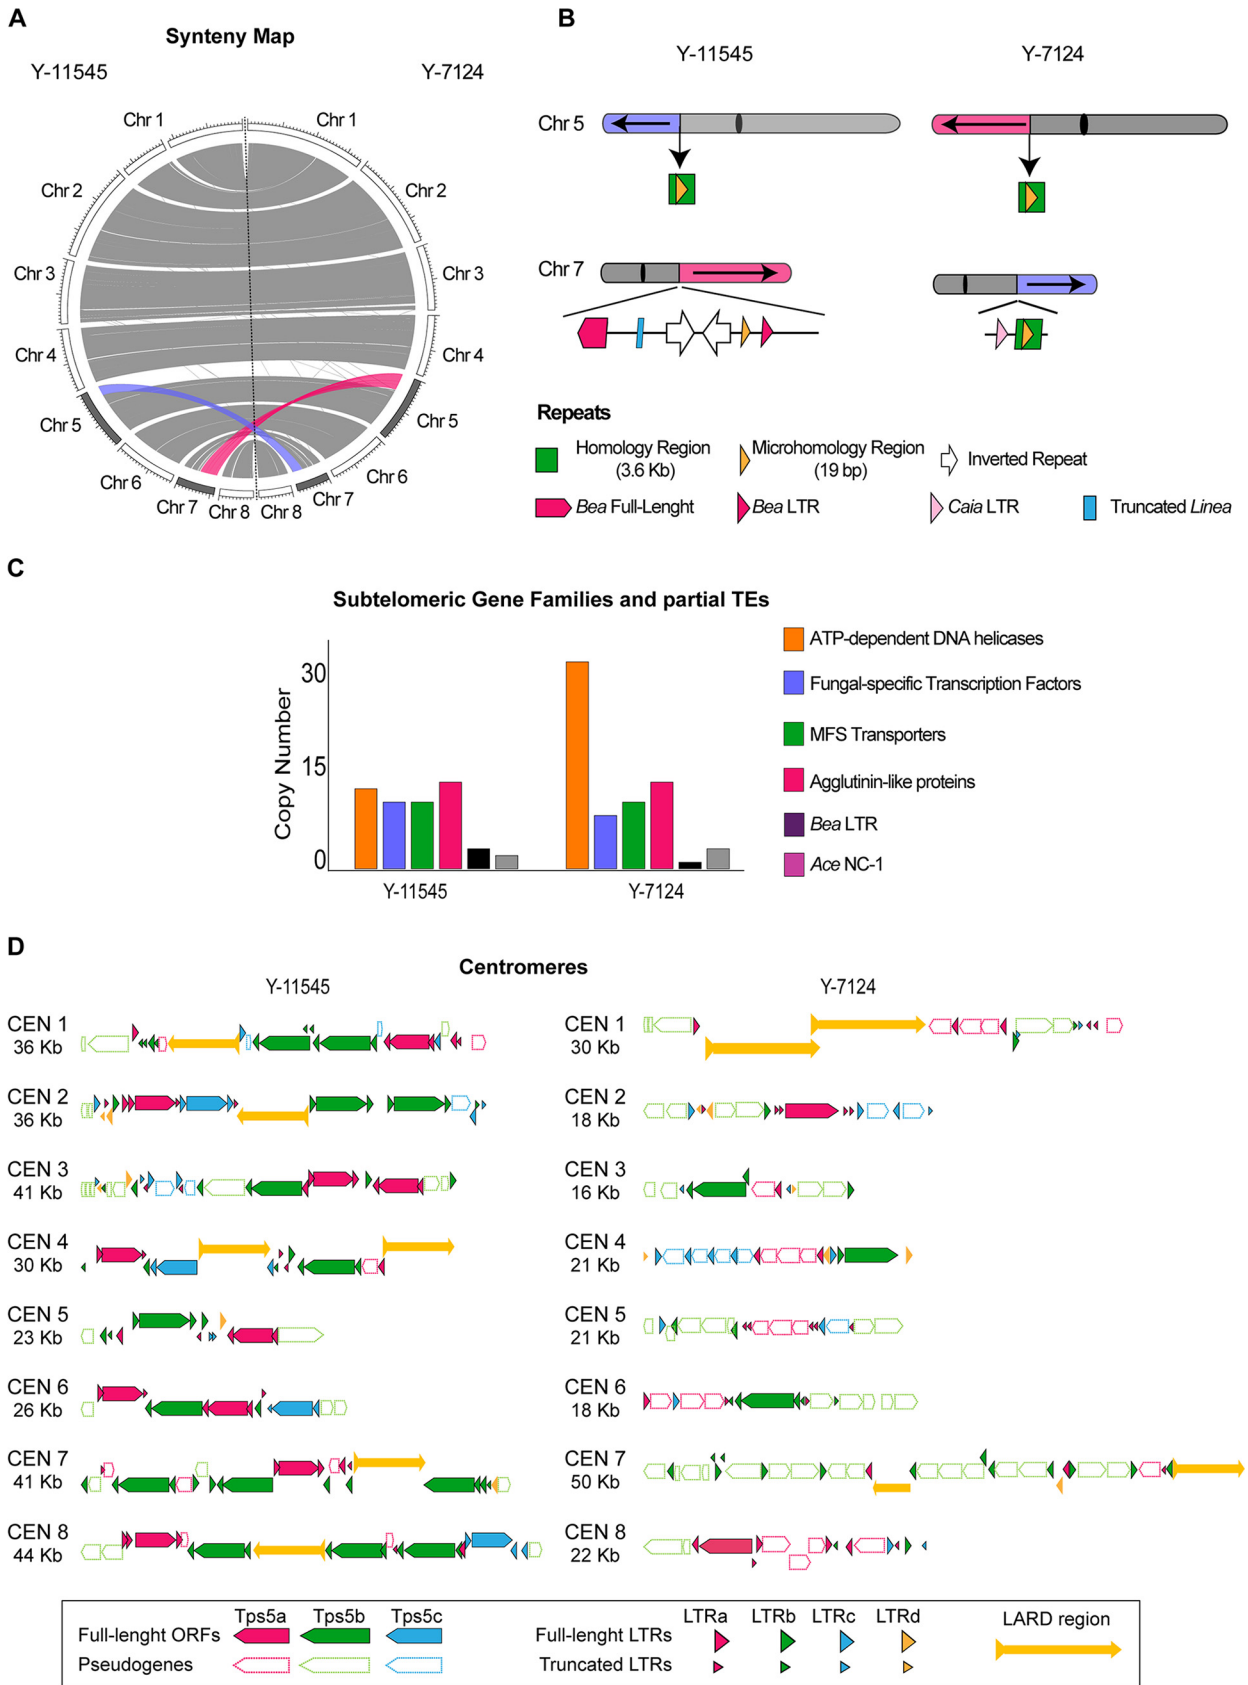 A
Synteny Map
Y-11545
Y-7124
Chr 1
Chr 1
Chr 2
Chr 2
Chr 3
Chr 3
Chr 4
Chr 4
Chr 5
Chr 5
Chr 6
Chr 6
Chr 7
Chr 8
Chr 8
Chr 7
B
Y-11545
Y-7124
Chr 5
Chr 7
Repeats
Homology Region
(3.6 Kb)
Microhomology Region
(19 bp)
Inverted Repeat
Bea Full-Lenght
Bea LTR
Caia LTR
Truncated Linea
C
Subtelomeric Gene Families and partial TEs
Copy Number
30
15
0
Y-11545
Y-7124
ATP-dependent DNA helicases
Fungal-specific Transcription Factors
MFS Transporters
Agglutinin-like proteins
Bea LTR
Ace NC-1
D
Centromeres
Y-11545
Y-7124
CEN 1
36 Kb
CEN 1
30 Kb
CEN 2
36 Kb
CEN 2
18 Kb
CEN 3
41 Kb
CEN 3
16 Kb
CEN 4
30 Kb
CEN 4
21 Kb
CEN 5
23 Kb
CEN 5
21 Kb
CEN 6
26 Kb
CEN 6
18 Kb
CEN 7
41 Kb
CEN 7
50 Kb
CEN 8
44 Kb
CEN 8
22 Kb
Tps5a Tps5b Tps5c
Full-lenght ORFs
Pseudogenes
LTRa LTRb LTRc LTRd
Full-lenght LTRs
Truncated LTRs
LARD region